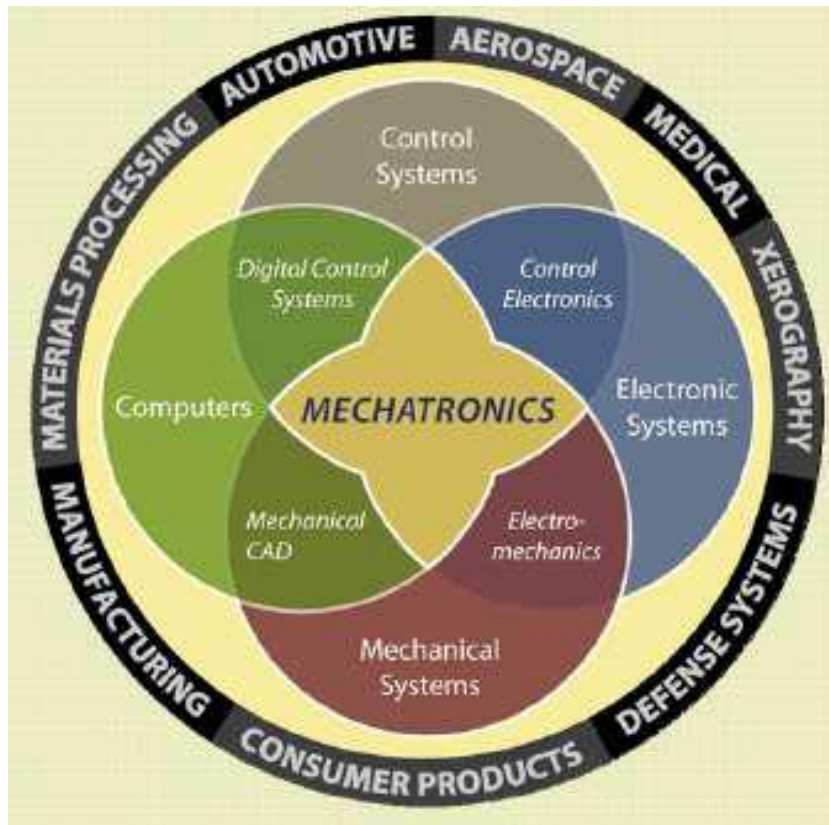 AUTOMOTIVE
AEROSPACE
MEDICAL
XEROGRAPHY
DEFENSE SYSTEMS
CONSUMER PRODUCTS
MANUFACTURING
MATERIALS PROCESSING
Control
Systems
Digital Control
Systems
Control
Electronics
Computers
MECHATRONICS
Electronic
Systems
Mechanical
CAD
Electro-
mechanics
Mechanical
Systems